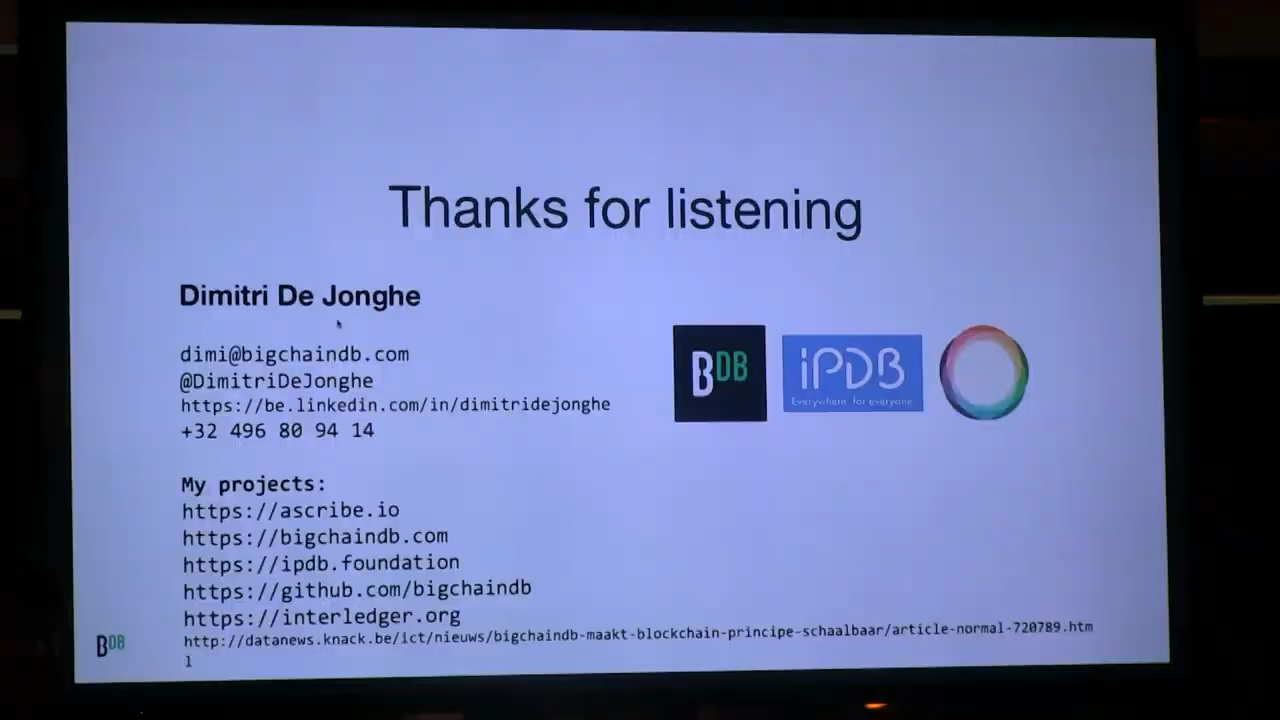 Thanks for listening
Dimitri De Jonghe
dimi@bigchaindb.com
@DimitriDeJonghe
https://be.linkedin.com/in/dimitridejonghe
+32 496 80 94 14
BDB
iPDB
Everywhere for everyone
My projects:
https://ascribe.io
https://bigchaindb.com
https://ipdb.foundation
https://github.com/bigchaindb
https://interledger.org
http://datanews.knack.be/ict/nieuws/bigchaindb-maakt-blockchain-principe-schaalbaar/article-normal-720789.htm
l
BDB